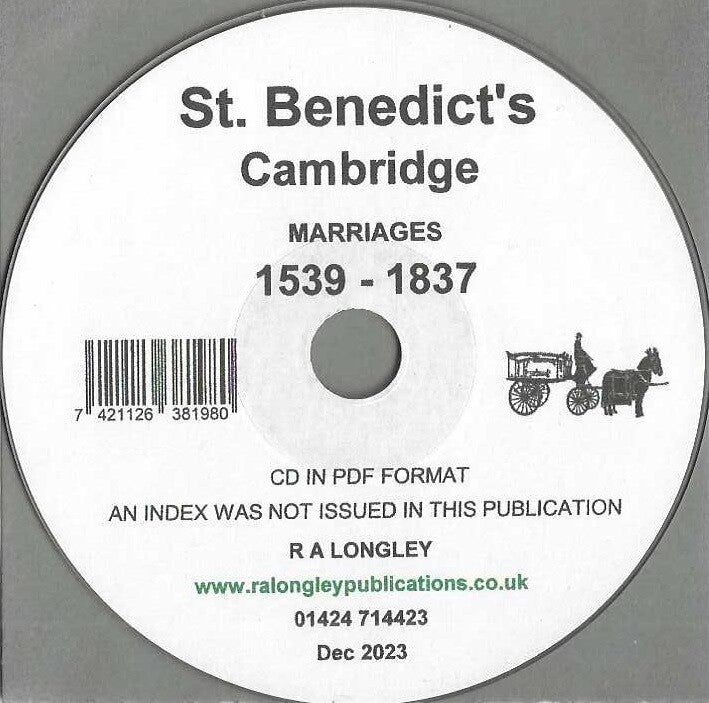 St. Benedict's
Cambridge
MARRIAGES
1539 - 1837
7 421126 381980
CD IN PDF FORMAT
AN INDEX WAS NOT ISSUED IN THIS PUBLICATION
R A LONGLEY
www.ralongleypublications.co.uk
01424 714423
Dec 2023